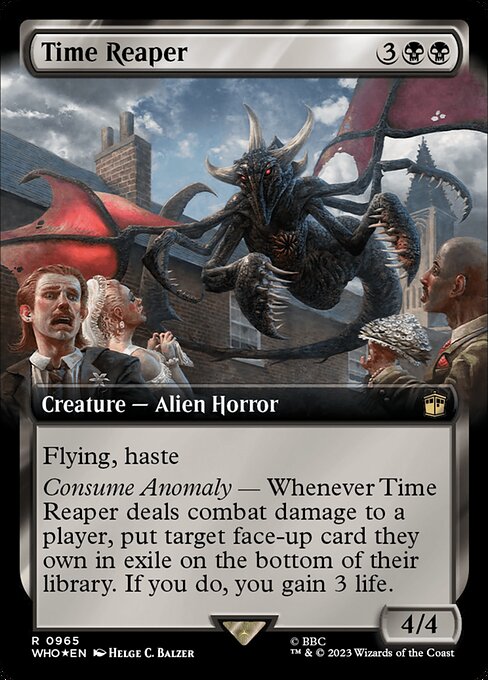 Time Reaper 3
Creature — Alien Horror
Flying, haste
Consume Anomaly — Whenever Time
Reaper deals combat damage to a
player, put target face-up card they
own in exile on the bottom of their
library. If you do, you gain 3 life.
4/4
R 0965
WHO★EN HELGE C. BALZER
© BBC
™ & © 2023 Wizards of the Coast